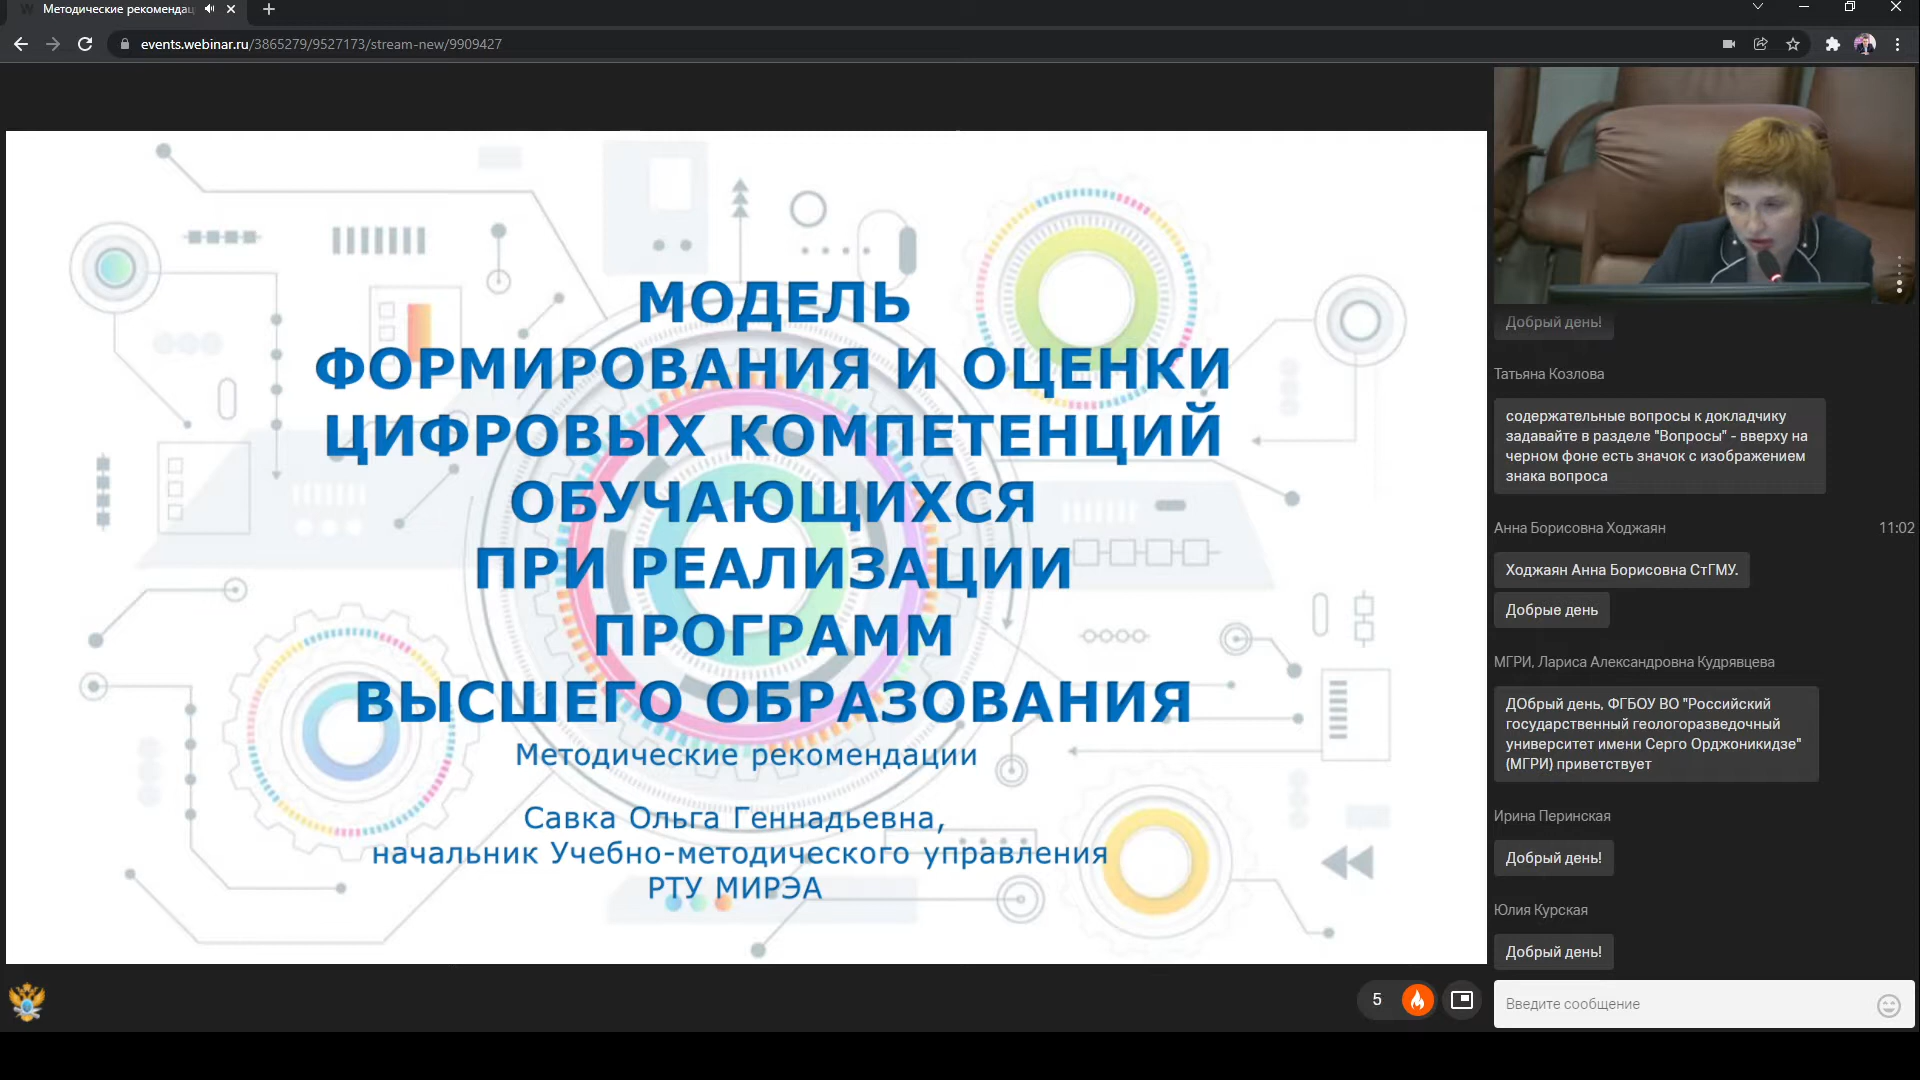 Методические рекомендац
events.webinar.ru/3865279/9527173/stream-new/9909427
МОДЕЛЬ
ФОРМИРОВАНИЯ И ОЦЕНКИ
ЦИФРОВЫХ КОМПЕТЕНЦИЙ
ОБУЧАЮЩИХСЯ
ПРИ РЕАЛИЗАЦИИ
ПРОГРАММ
ВЫСШЕГО ОБРАЗОВАНИЯ
Методические рекомендации
Савка Ольга Геннадьевна,
начальник Учебно-методического управления
РТУ МИРЭА
5
Добрый день!
Татьяна Козлова
содержательные вопросы к докладчику
задавайте в разделе "Вопросы" - вверху на
черном фоне есть значок с изображением
знака вопроса
Анна Борисовна Ходжаян 11:02
Ходжаян Анна Борисовна СтГМУ.
Добрые день
МГРИ, Лариса Александровна Кудрявцева
ДОбрый день, ФГБОУ ВО "Российский
государственный геологоразведочный
университет имени Серго Орджоникидзе"
(МГРИ) приветствует
Ирина Перинская
Добрый день!
Юлия Курская
Добрый день!
Введите сообщение